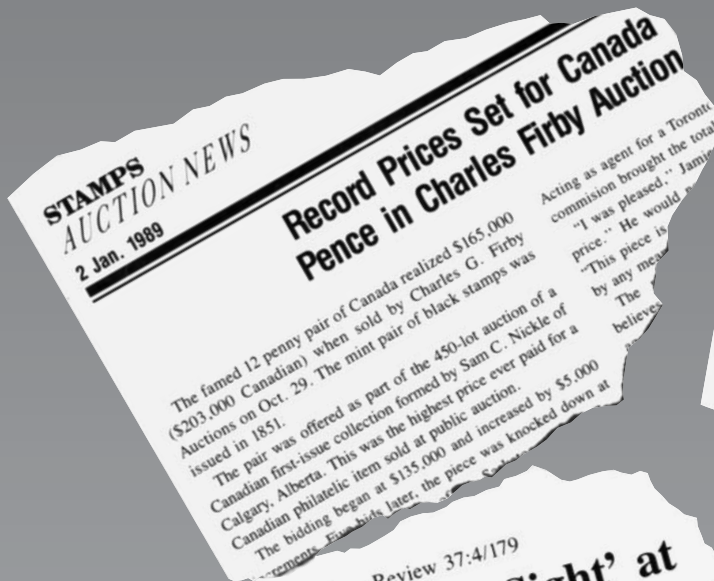 STAMPS
AUCTION NEWS
2 Jan. 1989
Record Prices Set for Canada
Pence in Charles Firby Auction
The famed 12 penny pair of Canada realized $165,000
($203,000 Canadian) when sold by Charles G. Firby
Auctions on Oct. 29. The mint pair of black stamps was
issued in 1851.
The pair was offered as part of the 450-lot auction of a
Canadian first-issue collection formed by Sam C. Nickle of
Calgary, Alberta. This was the highest price ever paid for a
Canadian philatelic item sold at public auction.
The bidding began at $135,000 and increased by $5,000
crements. Five bids later, the piece was knocked down at
Acting as agent for a Toronto
commision brought the total
"I was pleased," Jamie
price." He would
"This piece is
by any
The
believes
Review 37:4/179
Sight' at